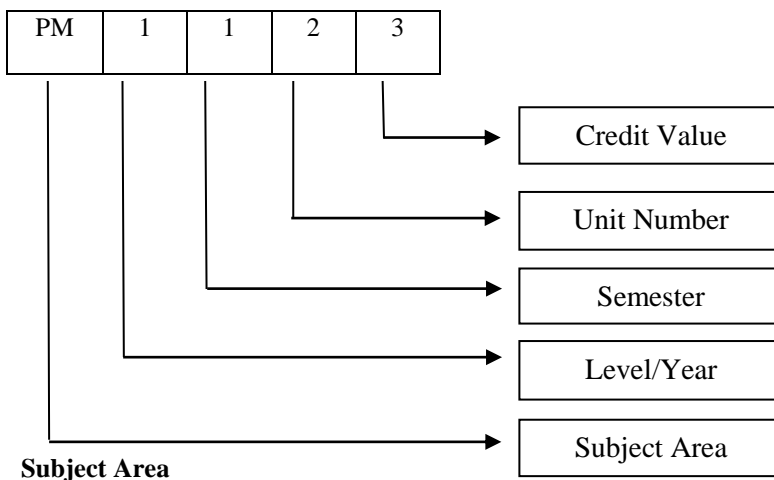 PM 1 1 2 3
Credit Value
Unit Number
Semester
Level/Year
Subject Area
Subject Area